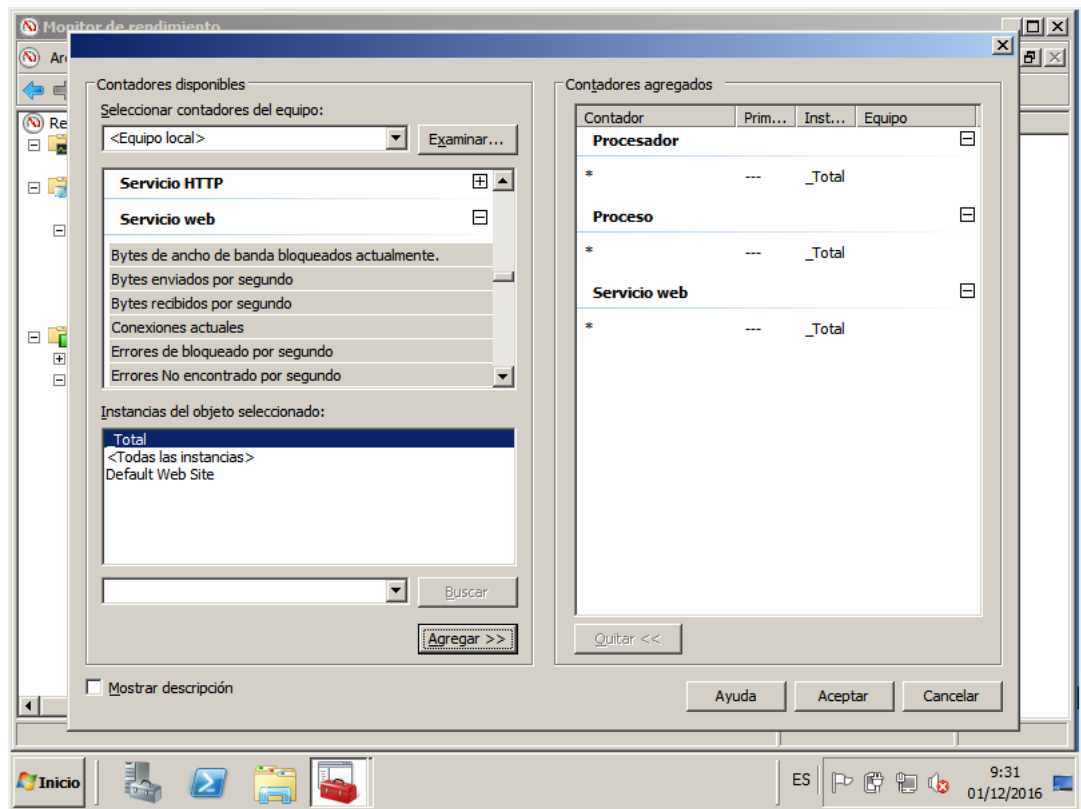 Monitor de rendimiento
Ar
Re
Contadores disponibles
Seleccionar contadores del equipo:
<Equipo local>
Examinar...
Servicio HTTP
Servicio web
Bytes de ancho de banda bloqueados actualmente.
Bytes enviados por segundo
Bytes recibidos por segundo
Conexiones actuales
Errores de bloqueado por segundo
Errores No encontrado por segundo
Instancias del objeto seleccionado:
_Total
<Todas las instancias>
Default Web Site
Buscar
Agregar >>
Mostrar descripción
Contadores agregados
Contador Prim... Inst... Equipo
Procesador
* --- _Total
Proceso
* --- _Total
Servicio web
* --- _Total
Quitar <<
Ayuda Aceptar Cancelar
Inicio
ES
9:31
01/12/2016